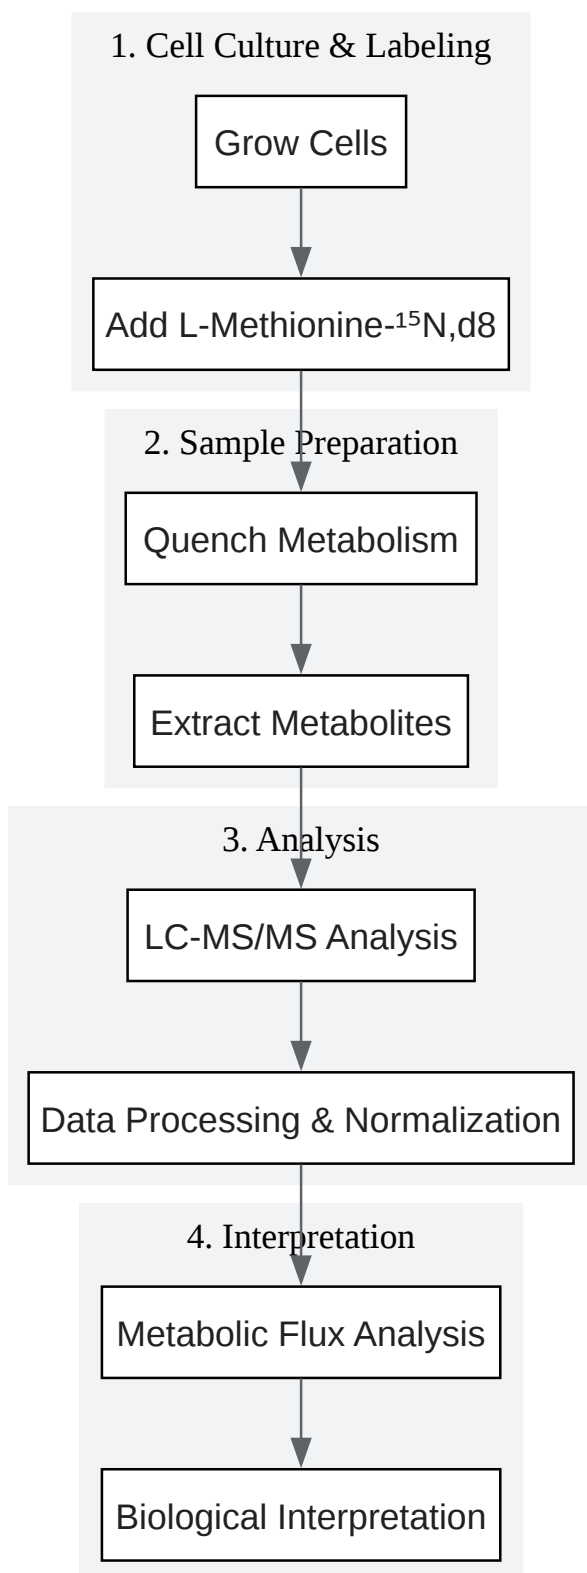 1. Cell Culture & Labeling
Grow Cells
Add L-Methionine-¹⁵N,d8
2. Sample Preparation
Quench Metabolism
Extract Metabolites
3. Analysis
LC-MS/MS Analysis
Data Processing & Normalization
4. Interpretation
Metabolic Flux Analysis
Biological Interpretation